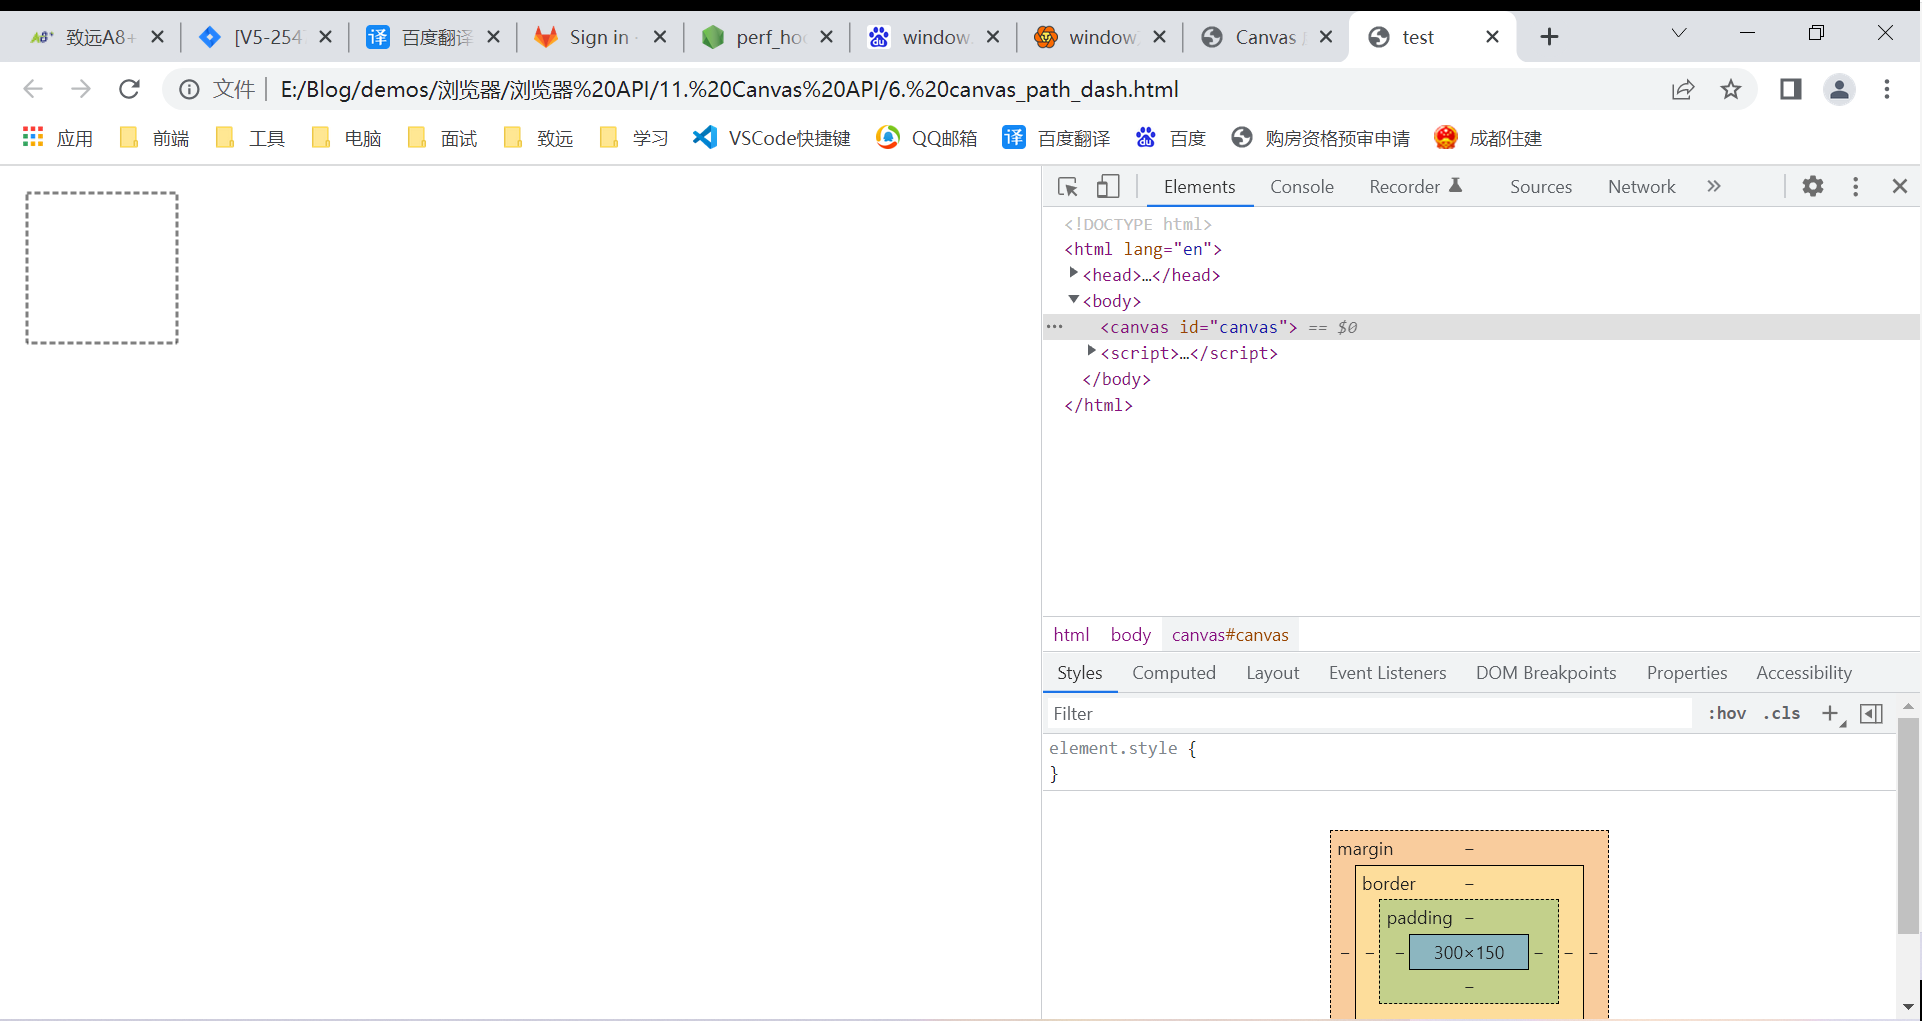 致远A8+ [V5-254 百度翻译 Sign in · perf_hoo window. window. Canvas test
文件 E:/Blog/demos/浏览器/浏览器%20API/11.%20Canvas%20API/6.%20canvas_path_dash.html
应用 前端 工具 电脑 面试 致远 学习 VSCode快捷键 QQ邮箱 译 百度翻译 百度 购房资格预审申请 成都住建
Elements Console Recorder Sources Network »
<!DOCTYPE html>
<html lang="en">
<head>…</head>
<body>
··· <canvas id="canvas"> == $0
<script>…</script>
</body>
</html>
html body canvas#canvas
Styles Computed Layout Event Listeners DOM Breakpoints Properties Accessibility
Filter :hov .cls
element.style {
}
margin –
border –
padding –
– – – 300×150 – – –
–